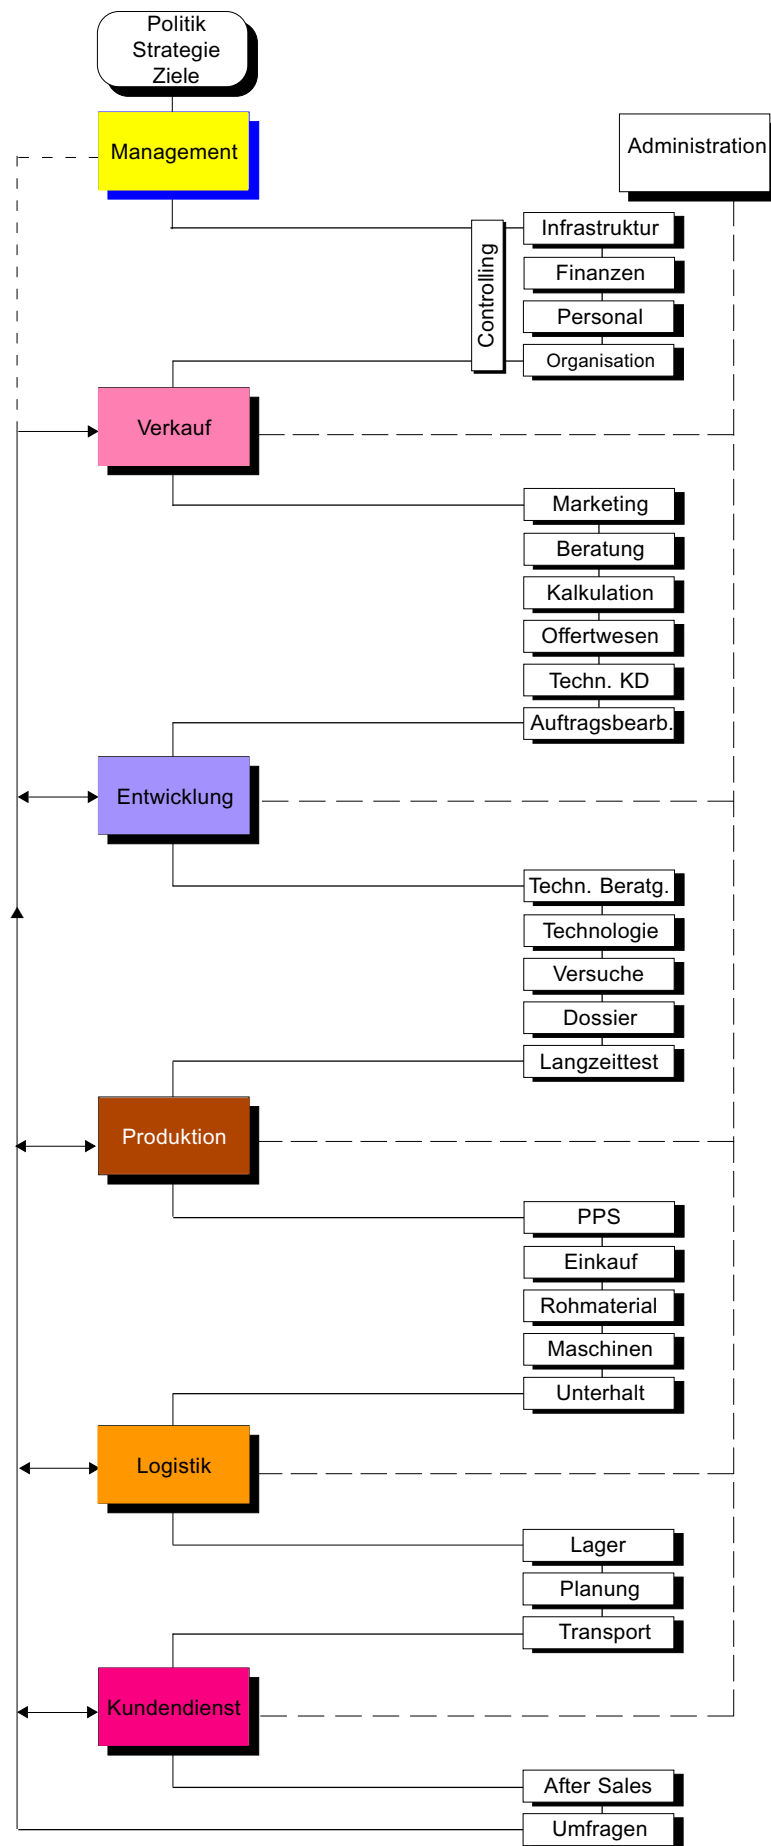 Politik
Strategie
Ziele
Management
Administration
Controlling
Infrastruktur
Finanzen
Personal
Organisation
Verkauf
Marketing
Beratung
Kalkulation
Offertwesen
Techn. KD
Auftragsbearb.
Entwicklung
Techn. Beratg.
Technologie
Versuche
Dossier
Langzeittest
Produktion
PPS
Einkauf
Rohmaterial
Maschinen
Unterhalt
Logistik
Lager
Planung
Transport
Kundendienst
After Sales
Umfragen